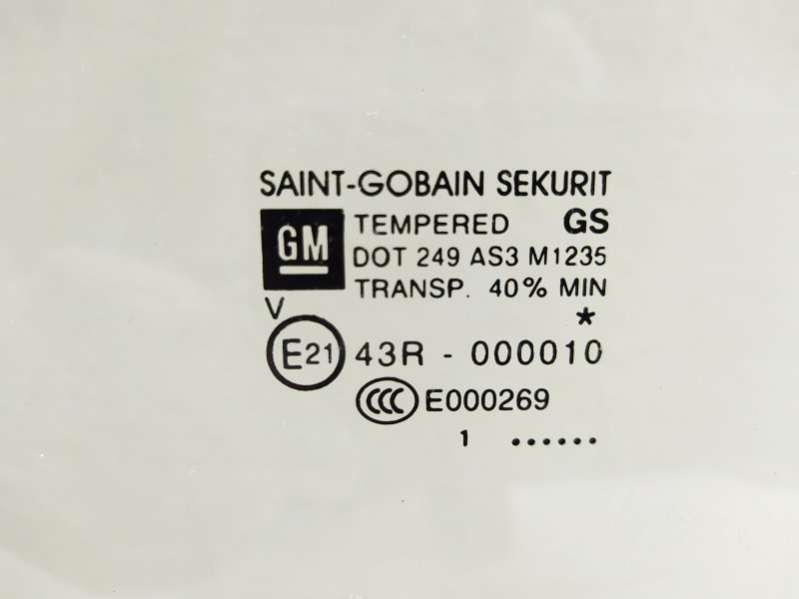 SAINT-GOBAIN SEKURIT
GM TEMPERED GS
DOT 249 AS3 M1235
TRANSP. 40% MIN
V *
E21 43R - 000010
CCC E000269
1 ......